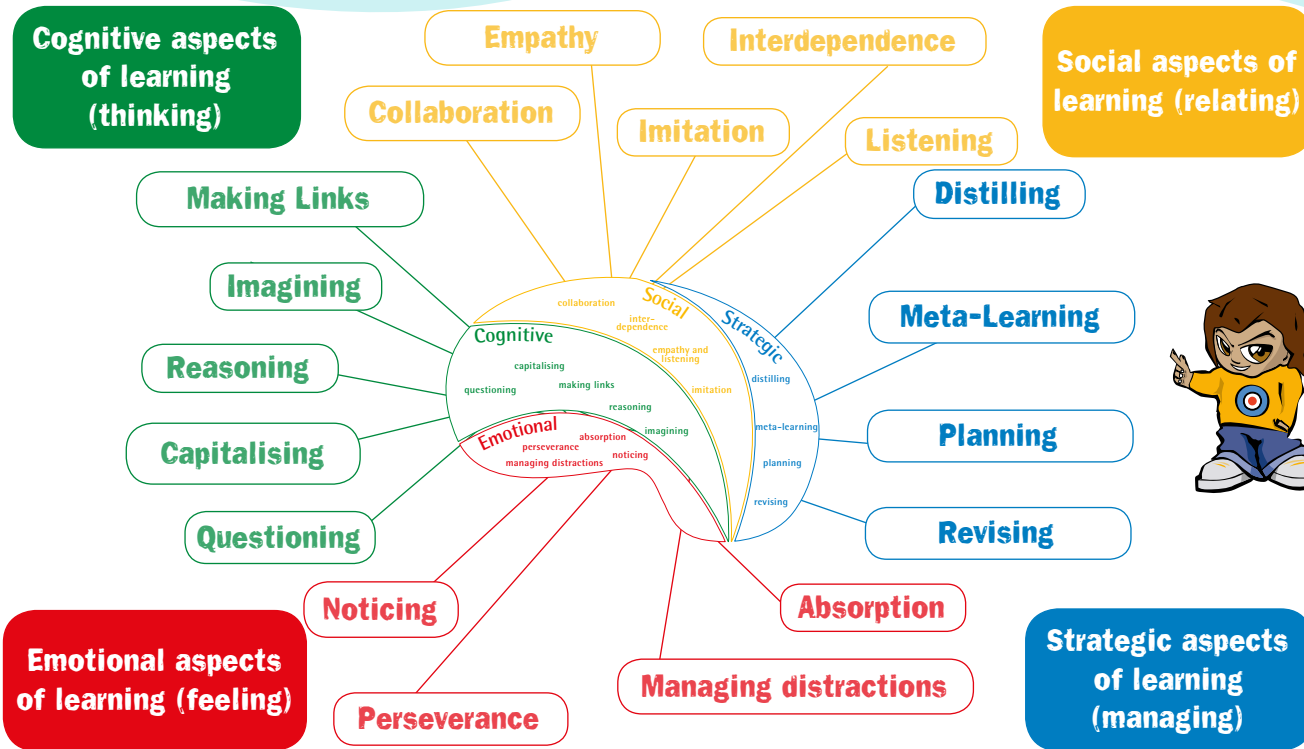 Cognitive aspects
of learning
(thinking)
Empathy
Interdependence
Social aspects of
learning (relating)
Collaboration
Imitation
Listening
Making Links
Distilling
Imagining
Meta-Learning
Reasoning
Planning
Capitalising
Revising
Questioning
Social
collaboration
inter-
dependence
empathy and
listening
imitation
Strategic
distilling
meta-learning
planning
revising
Cognitive
capitalising
questioning
making links
reasoning
imagining
Emotional
absorption
perseverance
noticing
managing distractions
Noticing
Absorption
Managing distractions
Perseverance
Emotional aspects
of learning (feeling)
Strategic aspects
of learning
(managing)